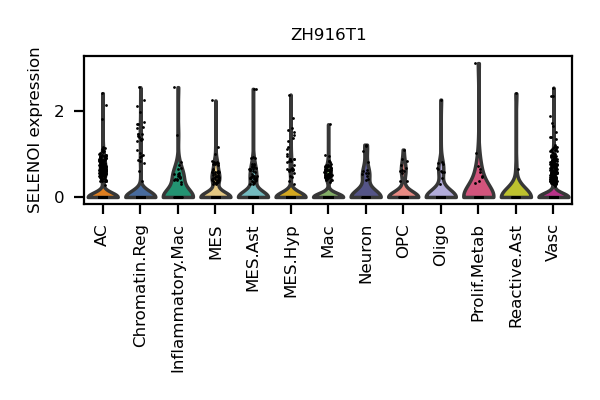 ZH916T1
SELENOI expression
2
0
AC
Chromatin.Reg
Inflammatory.Mac
MES
MES.Ast
MES.Hyp
Mac
Neuron
OPC
Oligo
Prolif.Metab
Reactive.Ast
Vasc